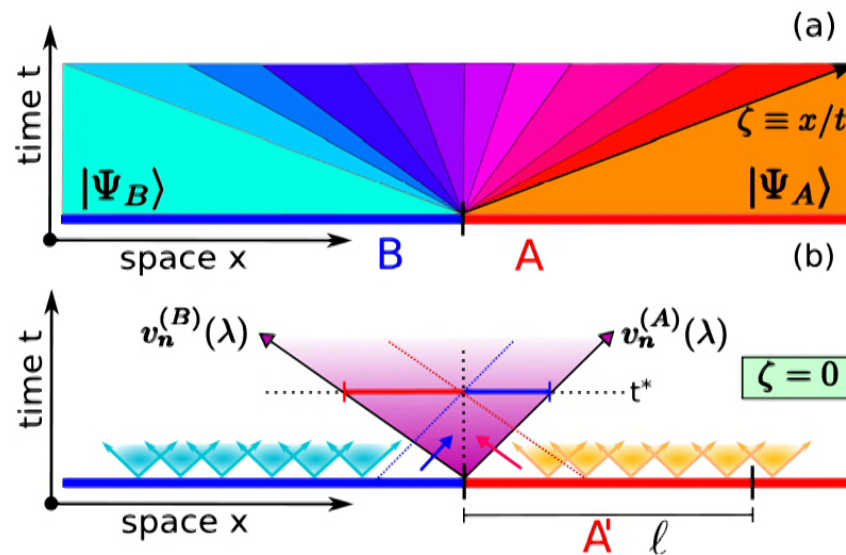 (a)
time t
ζ ≡ x/t
|Ψ_B⟩
|Ψ_A⟩
space x
B
A
(b)
time t
v_n^{(B)}(λ)
v_n^{(A)}(λ)
ζ = 0
t*
space x
A'
ℓ